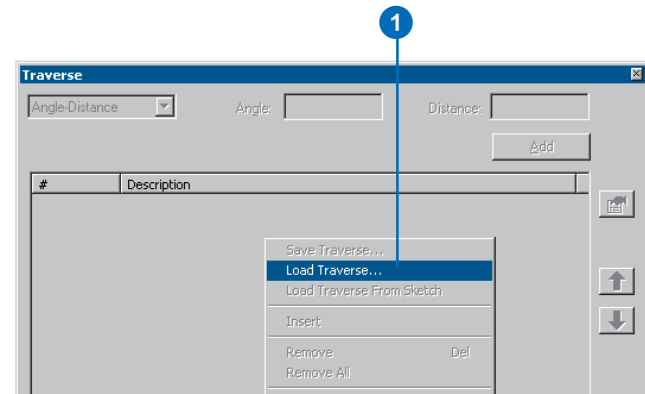 1
Traverse
Angle-Distance Angle: Distance:
Add
# Description
Save Traverse...
Load Traverse...
Load Traverse From Sketch
Insert
Remove Del
Remove All